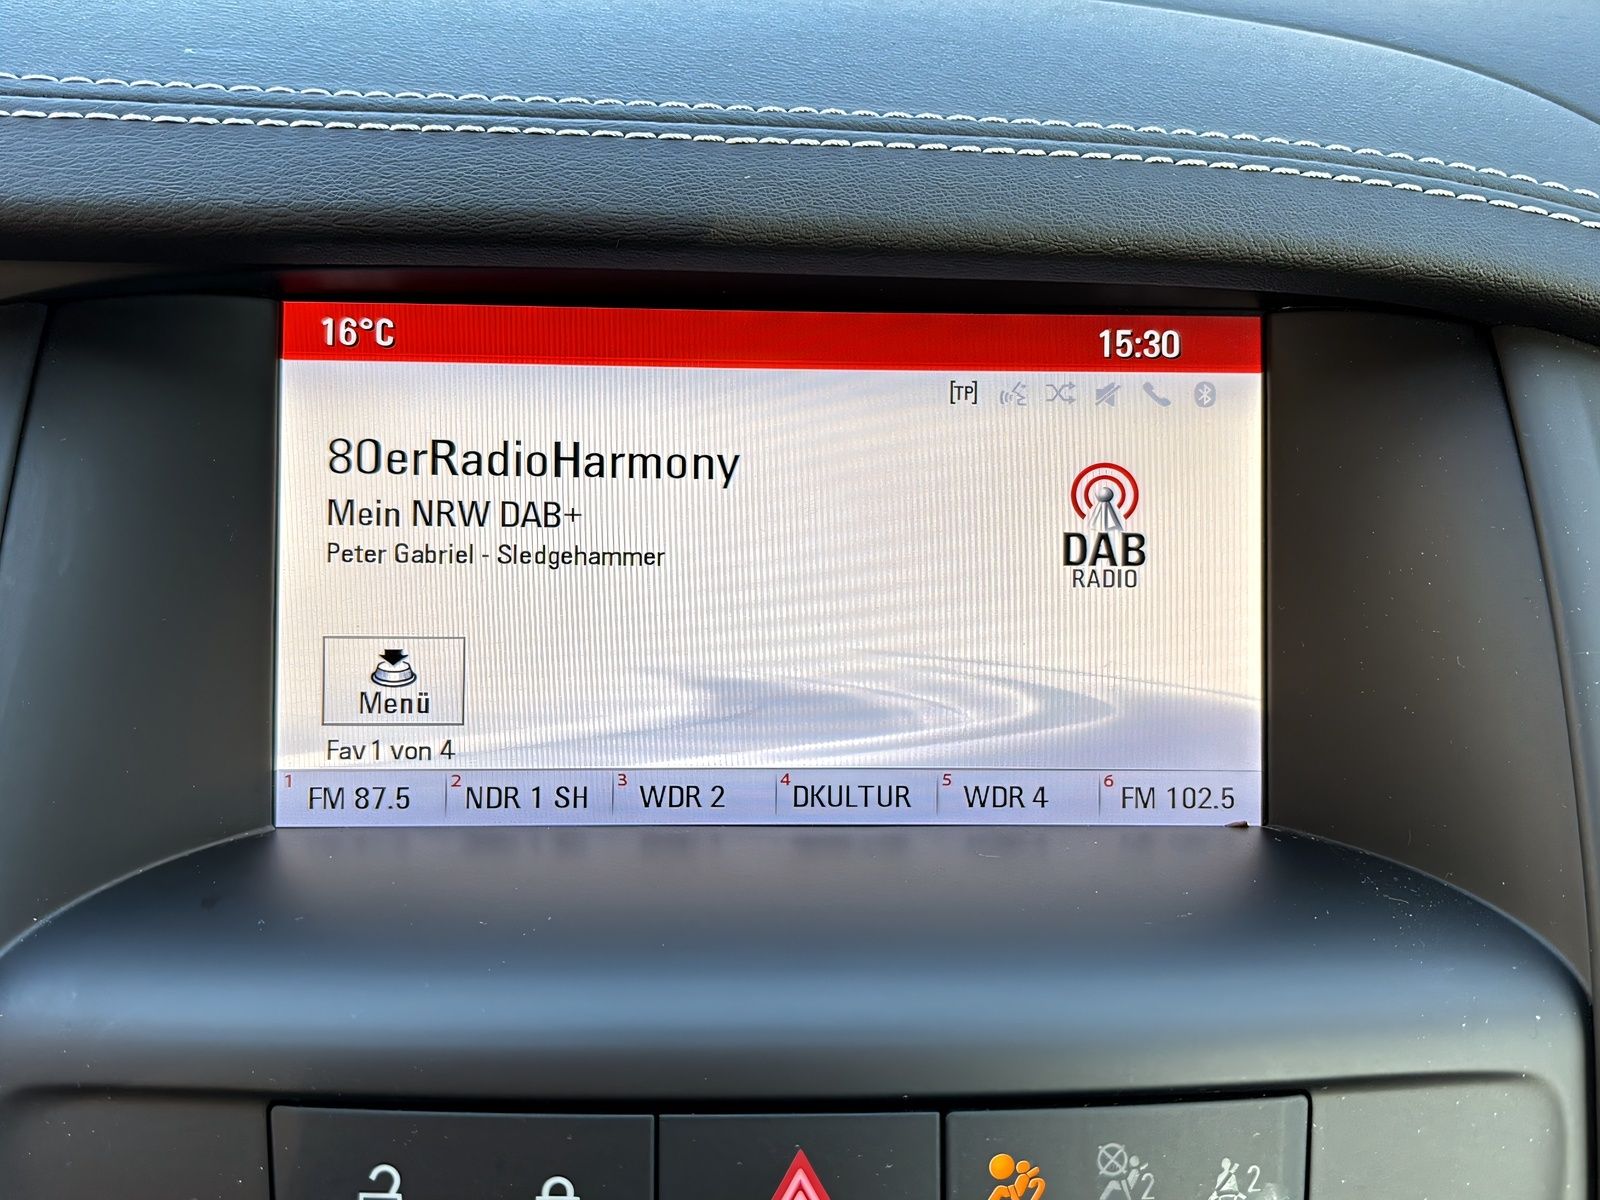 16°C 15:30
[TP]
80erRadioHarmony
Mein NRW DAB+
Peter Gabriel - Sledgehammer
DAB
RADIO
Menü
Fav 1 von 4
1 FM 87.5 2 NDR 1 SH 3 WDR 2 4 DKULTUR 5 WDR 4 6 FM 102.5
2 2